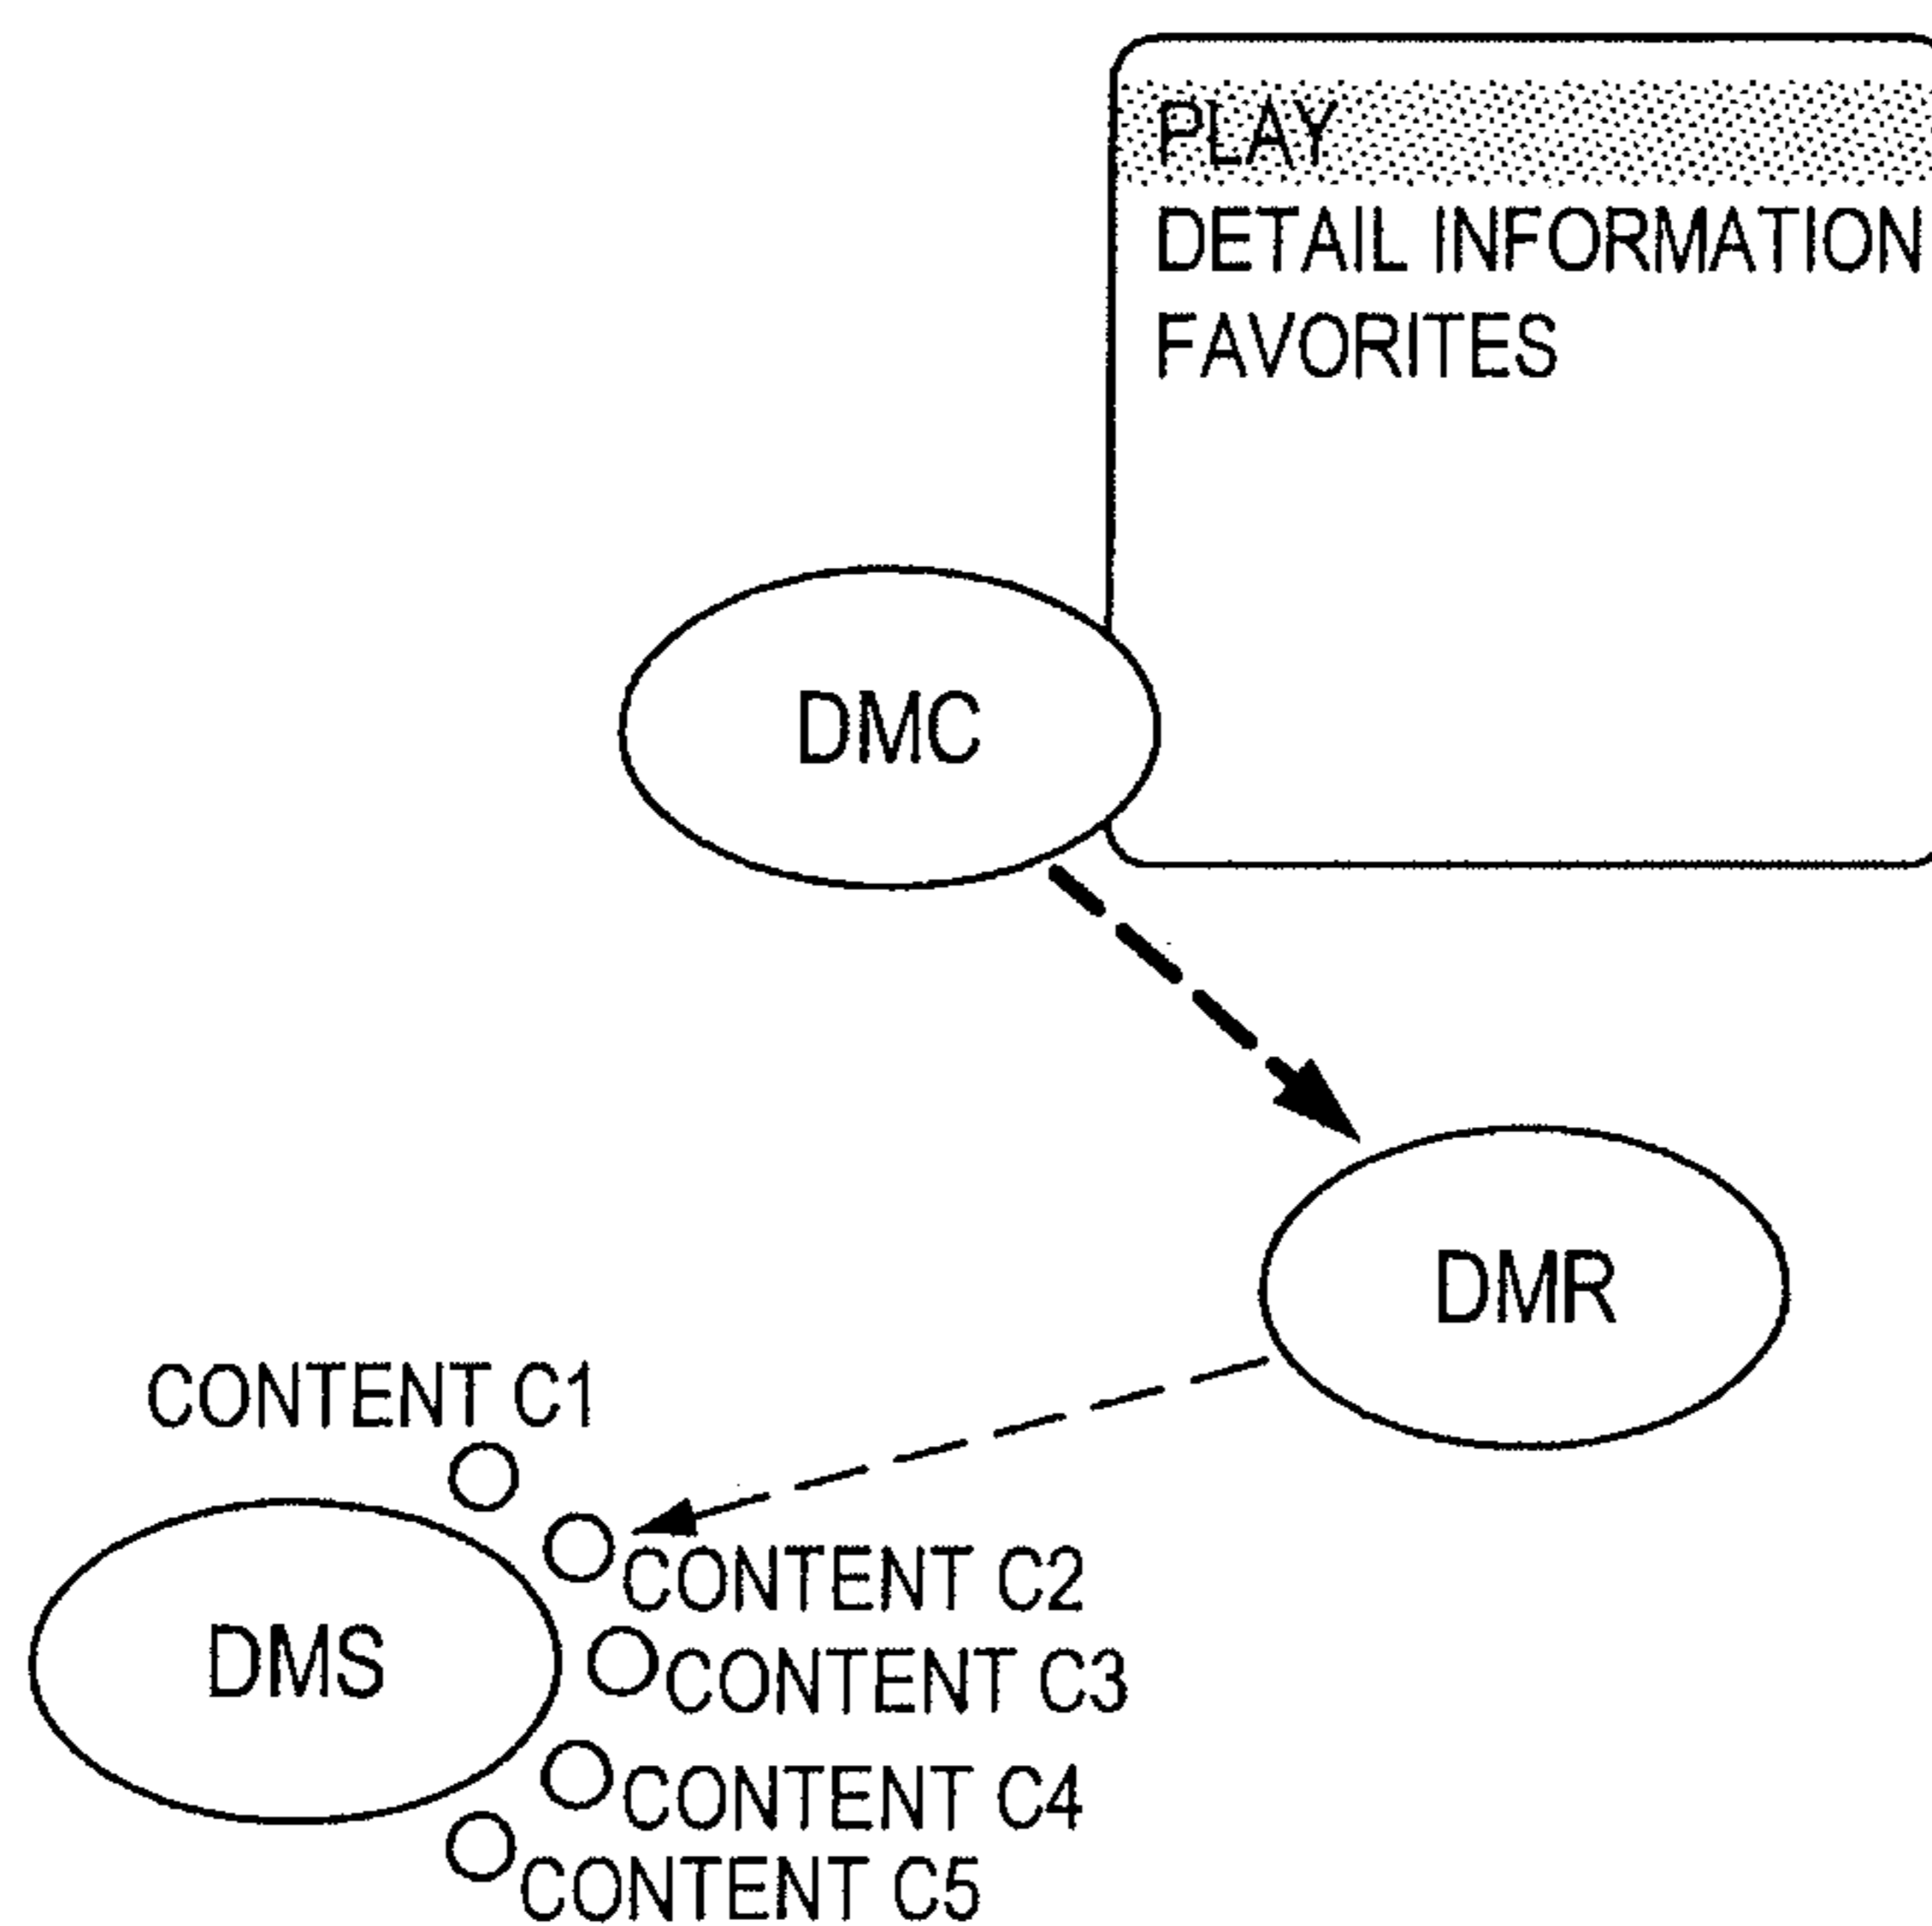 PLAY
DETAIL INFORMATION
FAVORITES
DMC
DMR
CONTENT C1
CONTENT C2
DMS
CONTENT C3
CONTENT C4
CONTENT C5